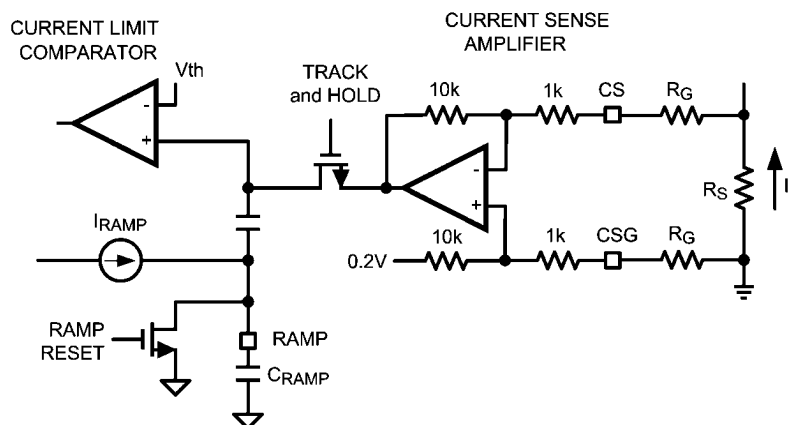 CURRENT LIMIT
COMPARATOR
CURRENT SENSE
AMPLIFIER
Vth
TRACK
and HOLD
10k
1k
CS
RG
-
+
-
+
RS
I
IRAMP
0.2V
10k
1k
CSG
RG
RAMP
RESET
RAMP
CRAMP